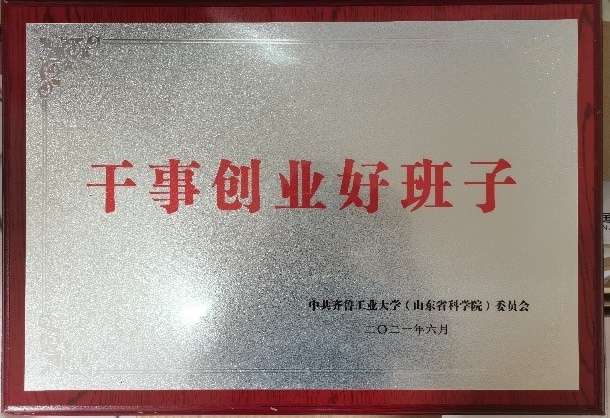 干事创业好班子
中共齐鲁工业大学（山东省科学院）委员会
二〇二一年六月
国